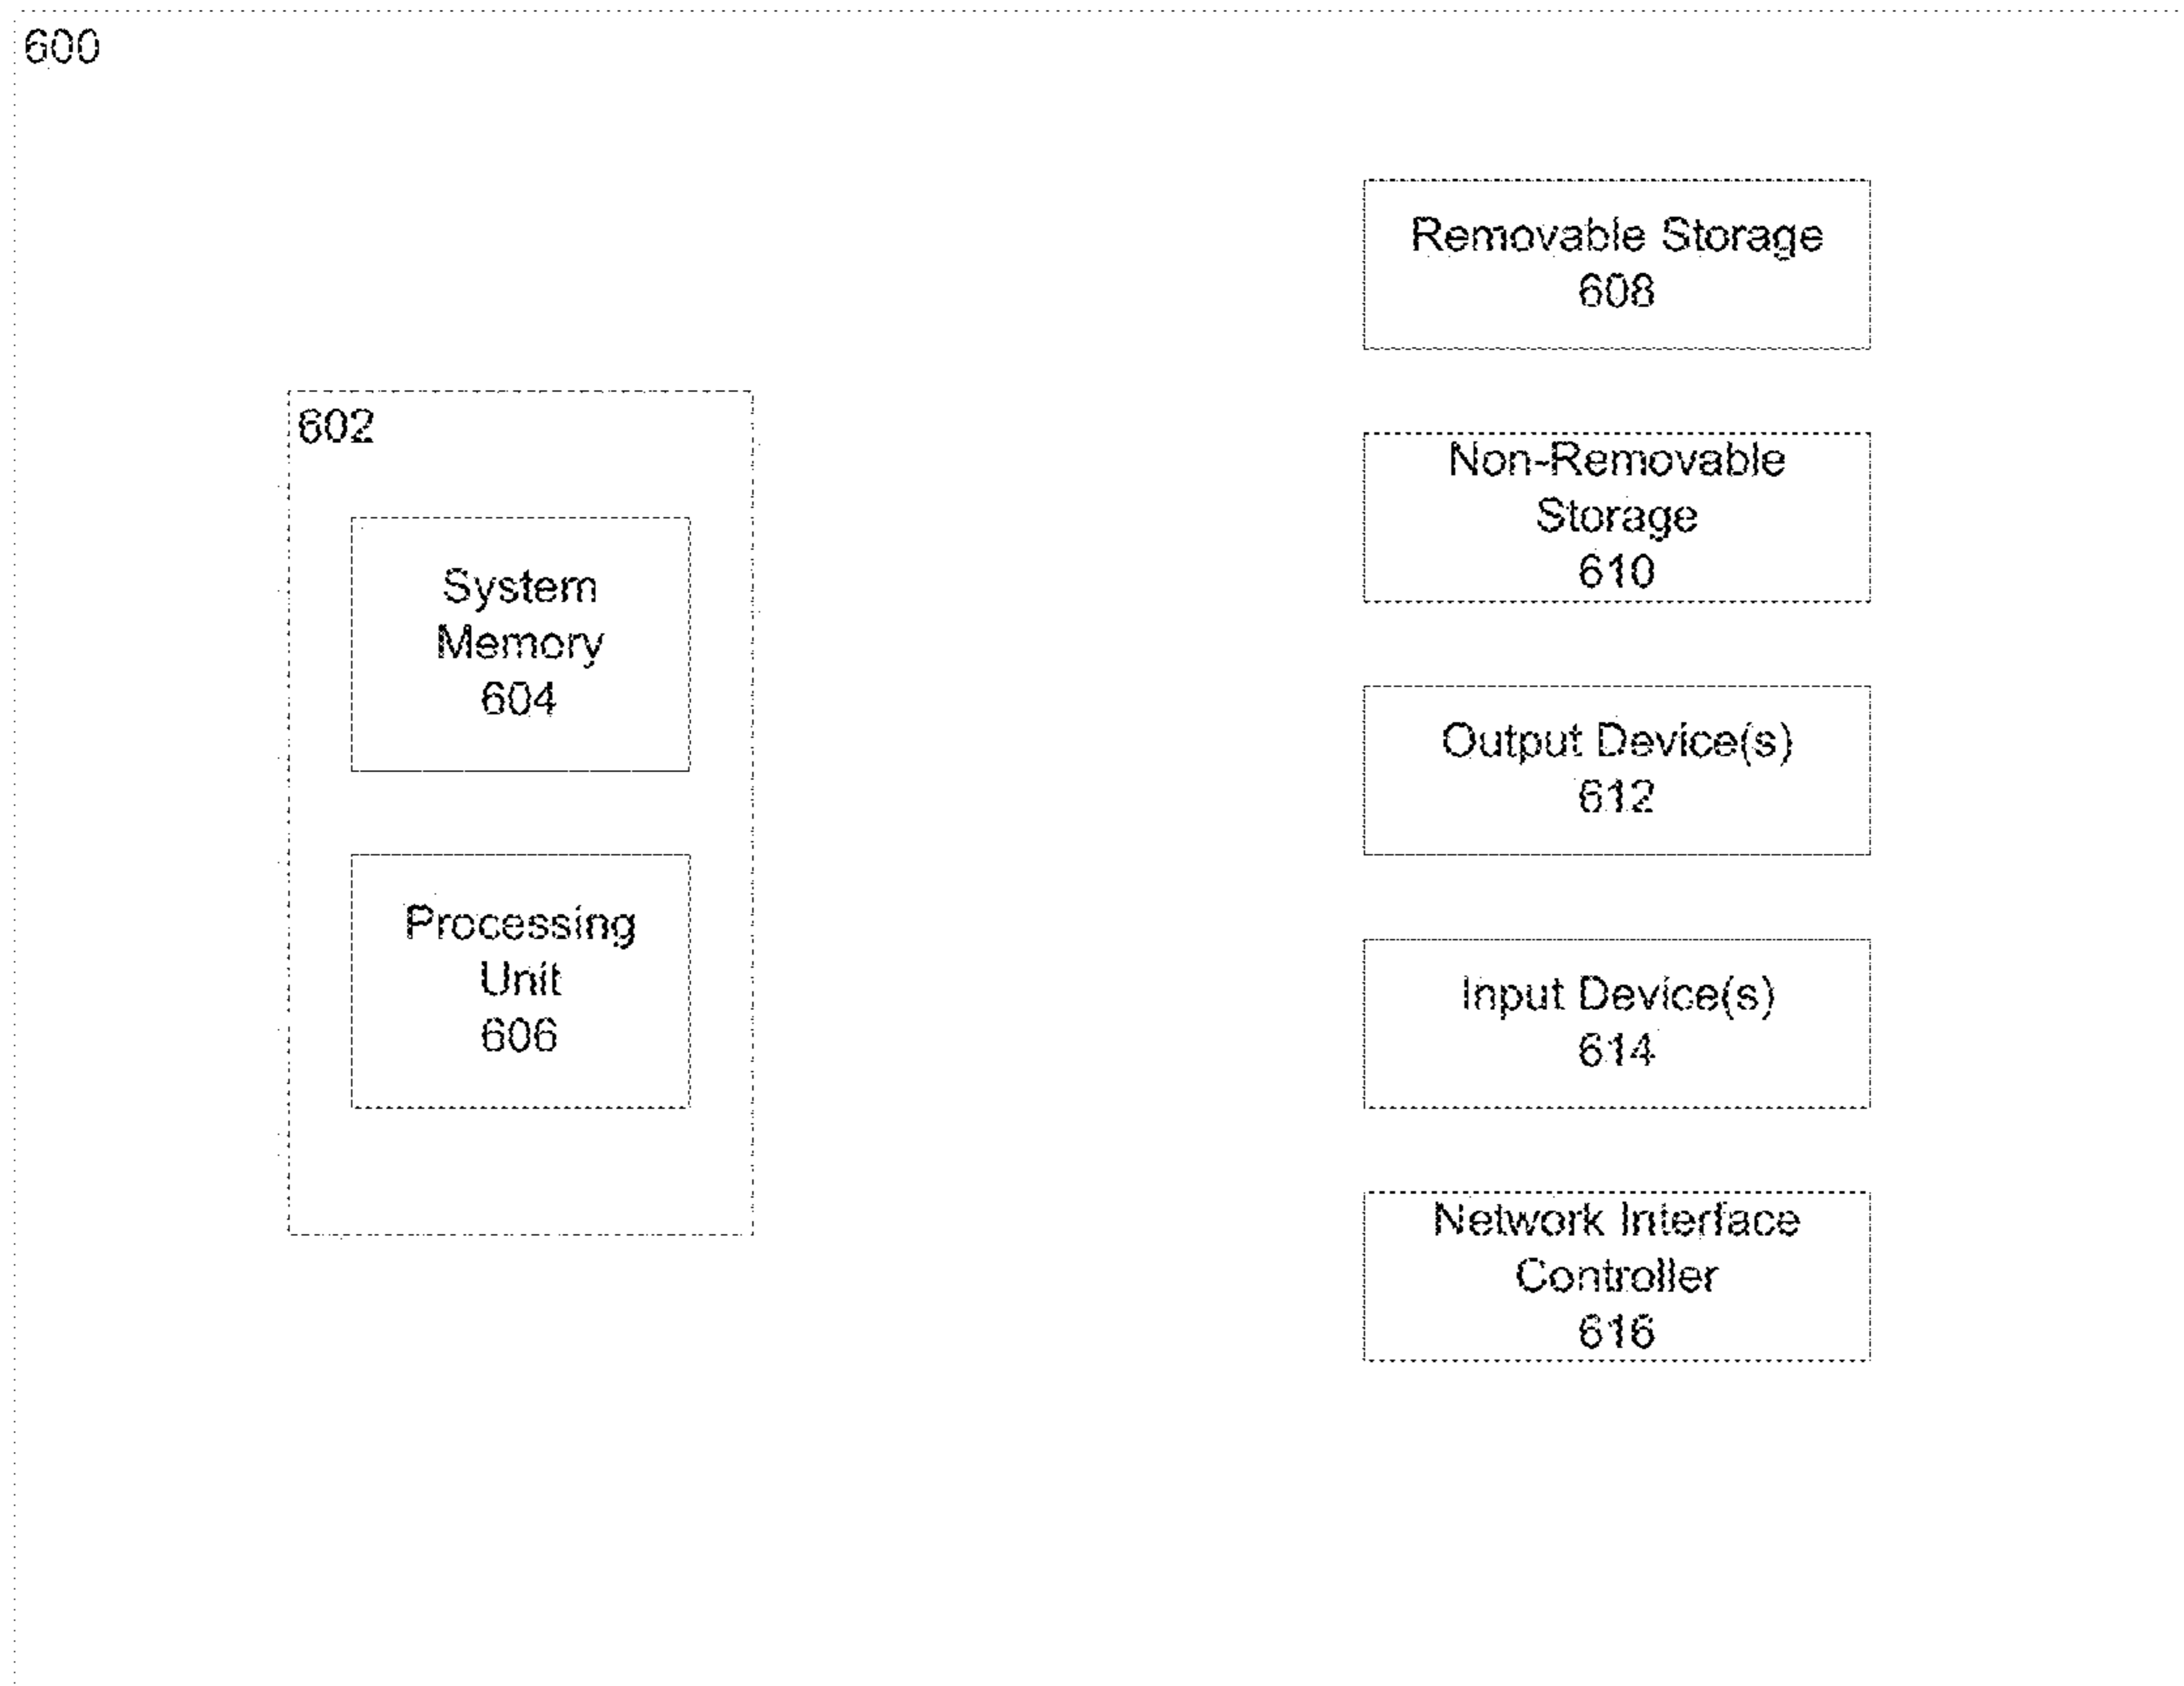 600
602
System
Memory
604
Processing
Unit
606
Removable Storage
608
Non-Removable
Storage
610
Output Device(s)
612
Input Device(s)
614
Network Interface
Controller
616